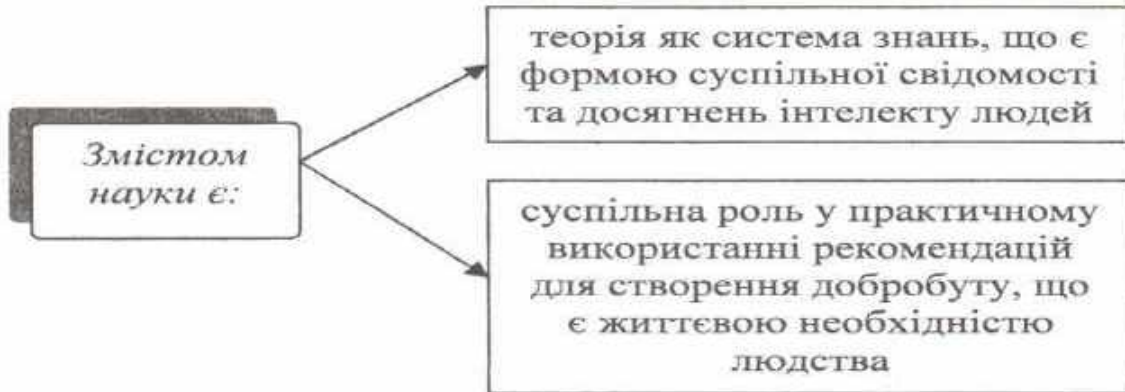 Змістом
науки є:
теорія як система знань, що є
формою суспільної свідомості
та досягнень інтелекту людей
суспільна роль у практичному
використанні рекомендацій
для створення добробуту, що
є життєвою необхідністю
людства